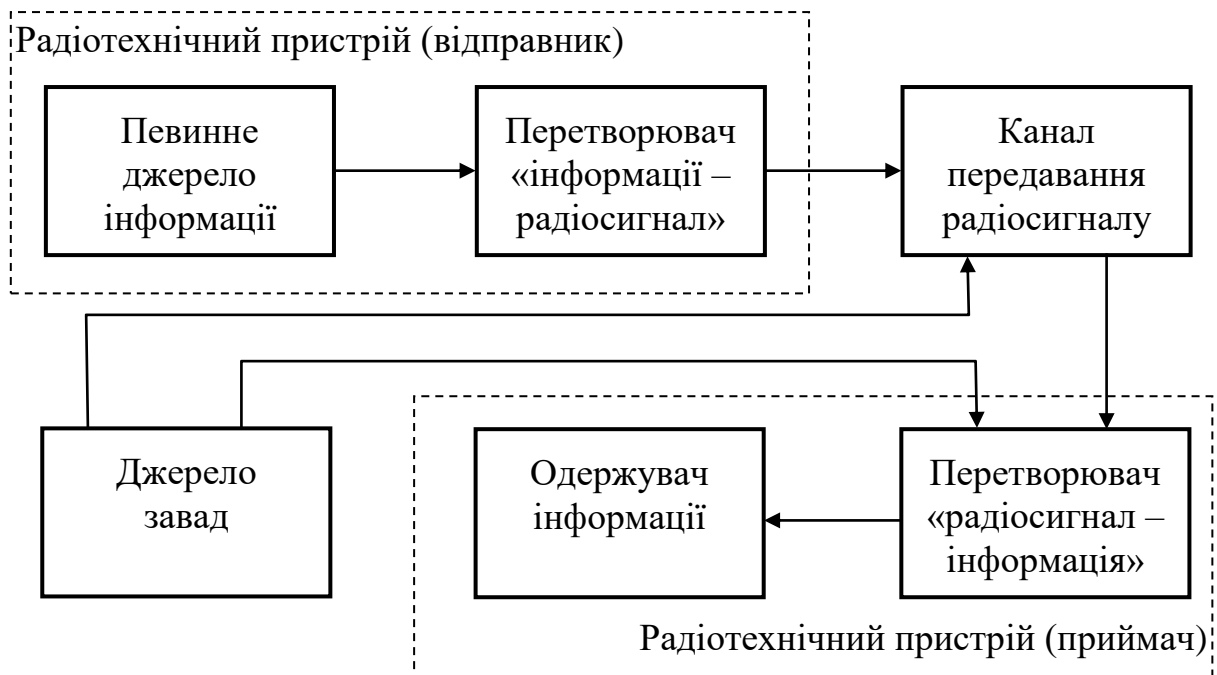 Радіотехнічний пристрій (відправник)
Певинне
джерело
інформації
Перетворювач
«інформації –
радіосигнал»
Канал
передавання
радіосигналу
Джерело
завад
Одержувач
інформації
Перетворювач
«радіосигнал –
інформація»
Радіотехнічний пристрій (приймач)